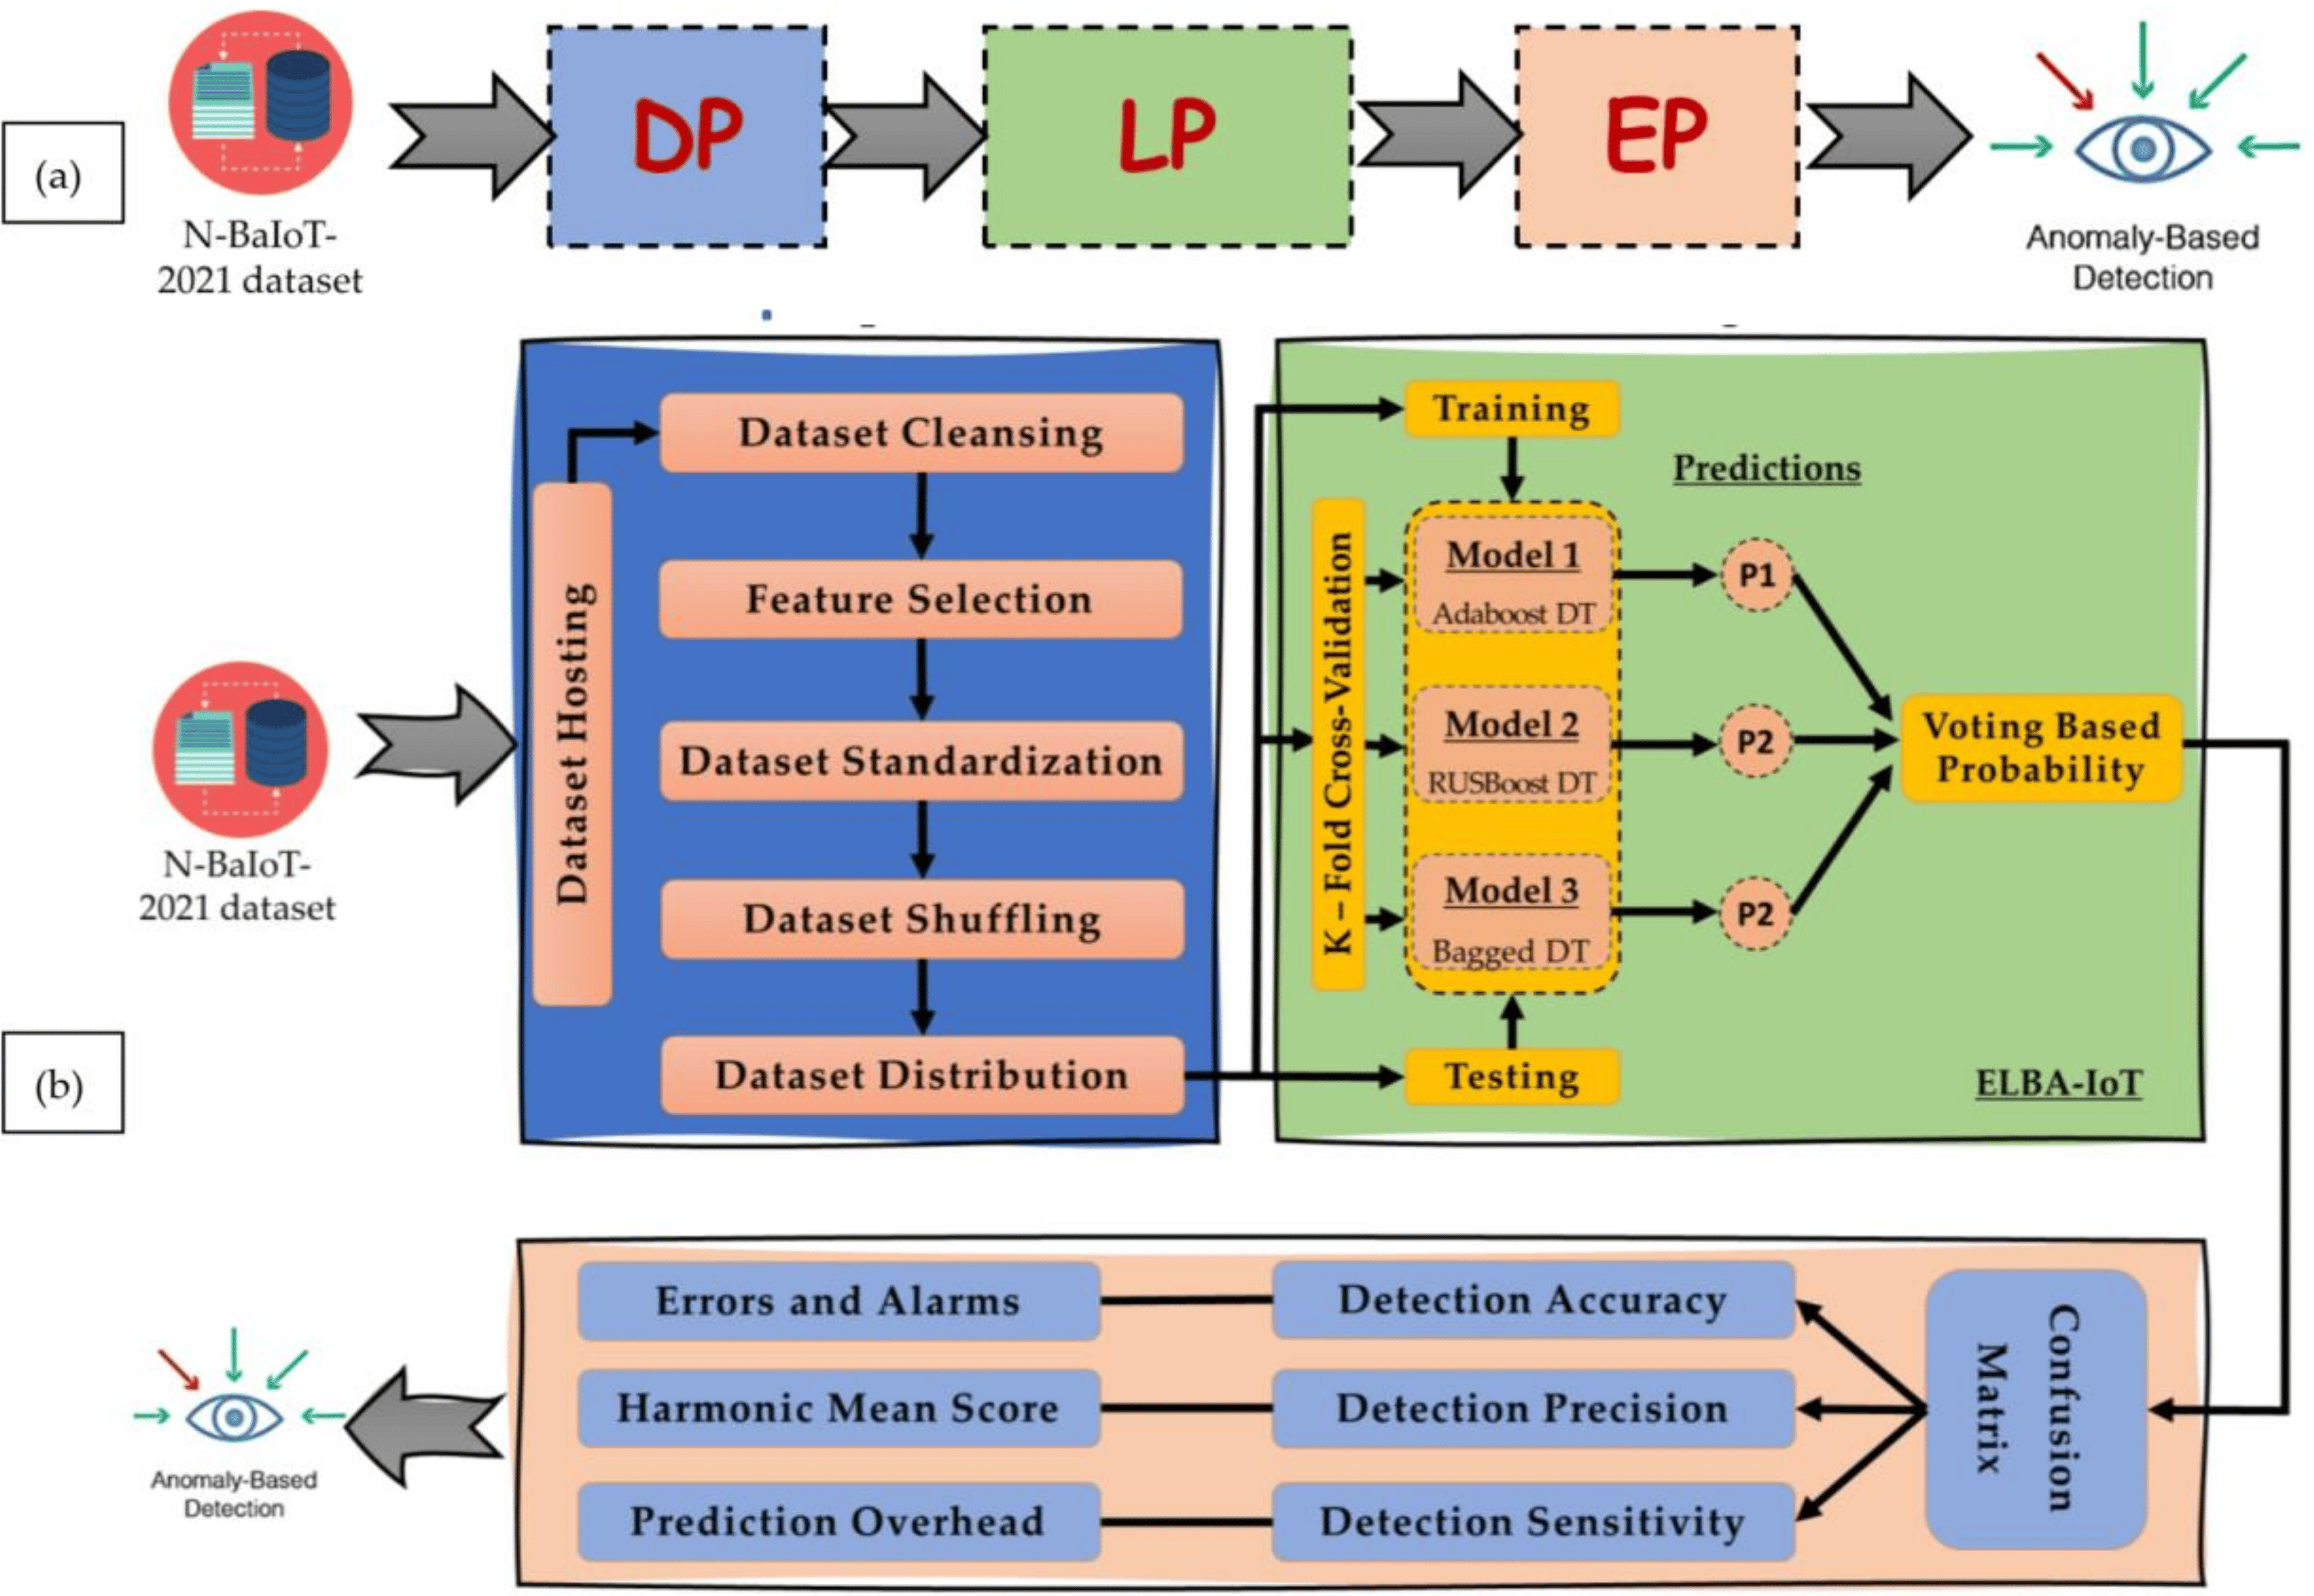 (a)
N-BaIoT-
2021 dataset
DP
LP
EP
Anomaly-Based
Detection
(b)
N-BaIoT-
2021 dataset
Dataset Hosting
Dataset Cleansing
Feature Selection
Dataset Standardization
Dataset Shuffling
Dataset Distribution
Training
K – Fold Cross-Validation
Model 1
Adaboost DT
Model 2
RUSBoost DT
Model 3
Bagged DT
Testing
Predictions
P1
P2
P2
Voting Based
Probability
ELBA-IoT
Confusion
Matrix
Detection Accuracy
Detection Precision
Detection Sensitivity
Errors and Alarms
Harmonic Mean Score
Prediction Overhead
Anomaly-Based
Detection